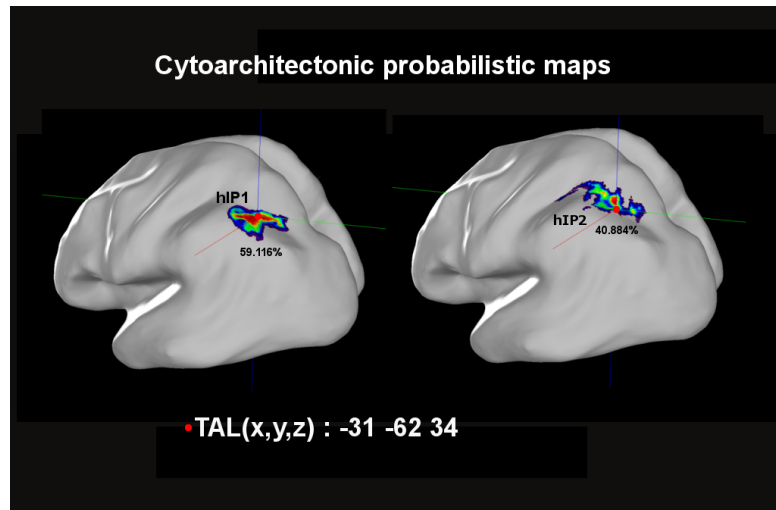 Cytoarchitectonic probabilistic maps
hIP1
59.116%
hIP2
40.884%
•TAL(x,y,z) : -31 -62 34